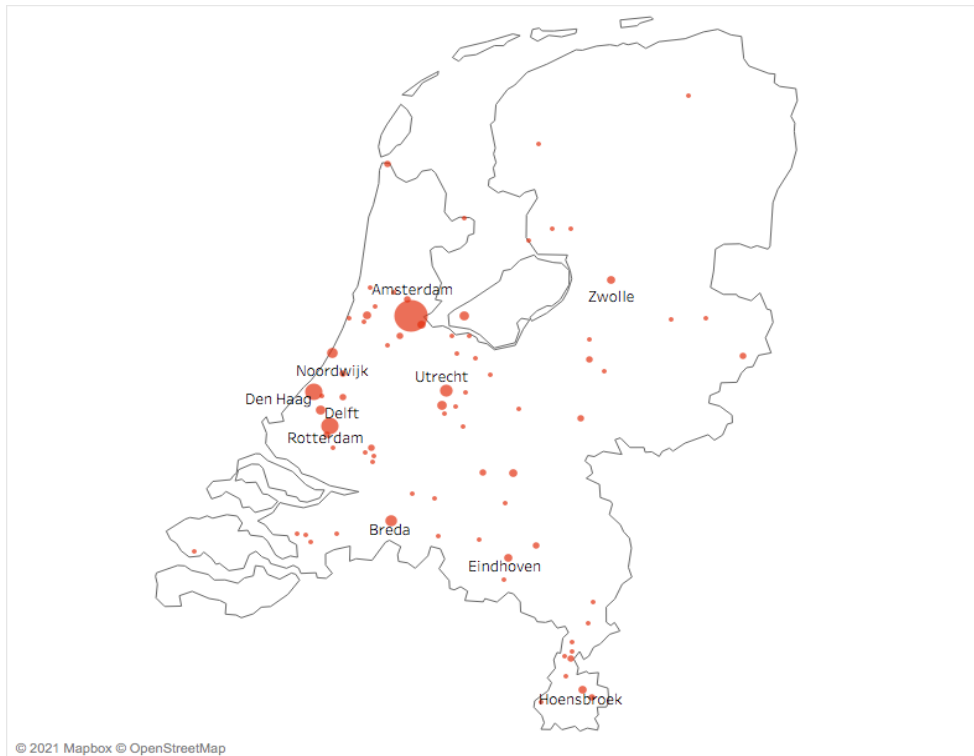 Amsterdam
Zwolle
Noordwijk
Utrecht
Den Haag
Delft
Rotterdam
Breda
Eindhoven
Hoensbroek
© 2021 Mapbox © OpenStreetMap